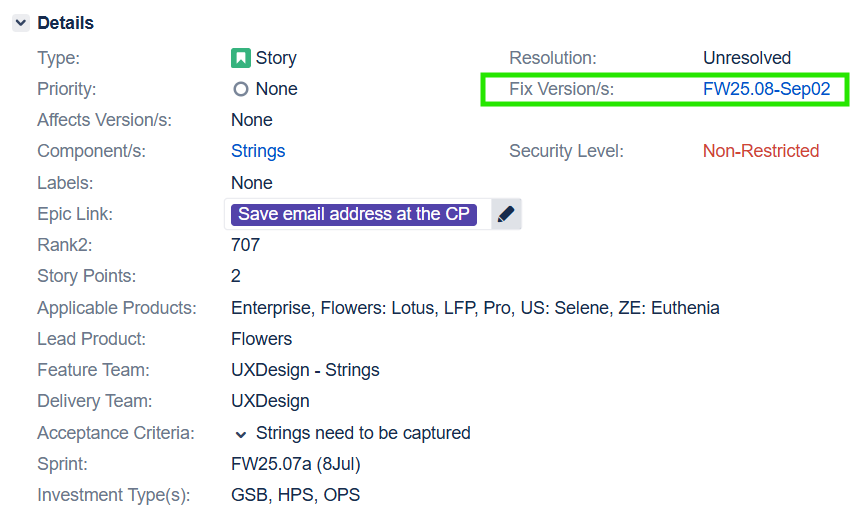 Details
Type: Story Resolution: Unresolved
Priority: None Fix Version/s: FW25.08-Sep02
Affects Version/s: None
Component/s: Strings Security Level: Non-Restricted
Labels: None
Epic Link: Save email address at the CP
Rank2: 707
Story Points: 2
Applicable Products: Enterprise, Flowers: Lotus, LFP, Pro, US: Selene, ZE: Euthenia
Lead Product: Flowers
Feature Team: UXDesign - Strings
Delivery Team: UXDesign
Acceptance Criteria: Strings need to be captured
Sprint: FW25.07a (8Jul)
Investment Type(s): GSB, HPS, OPS